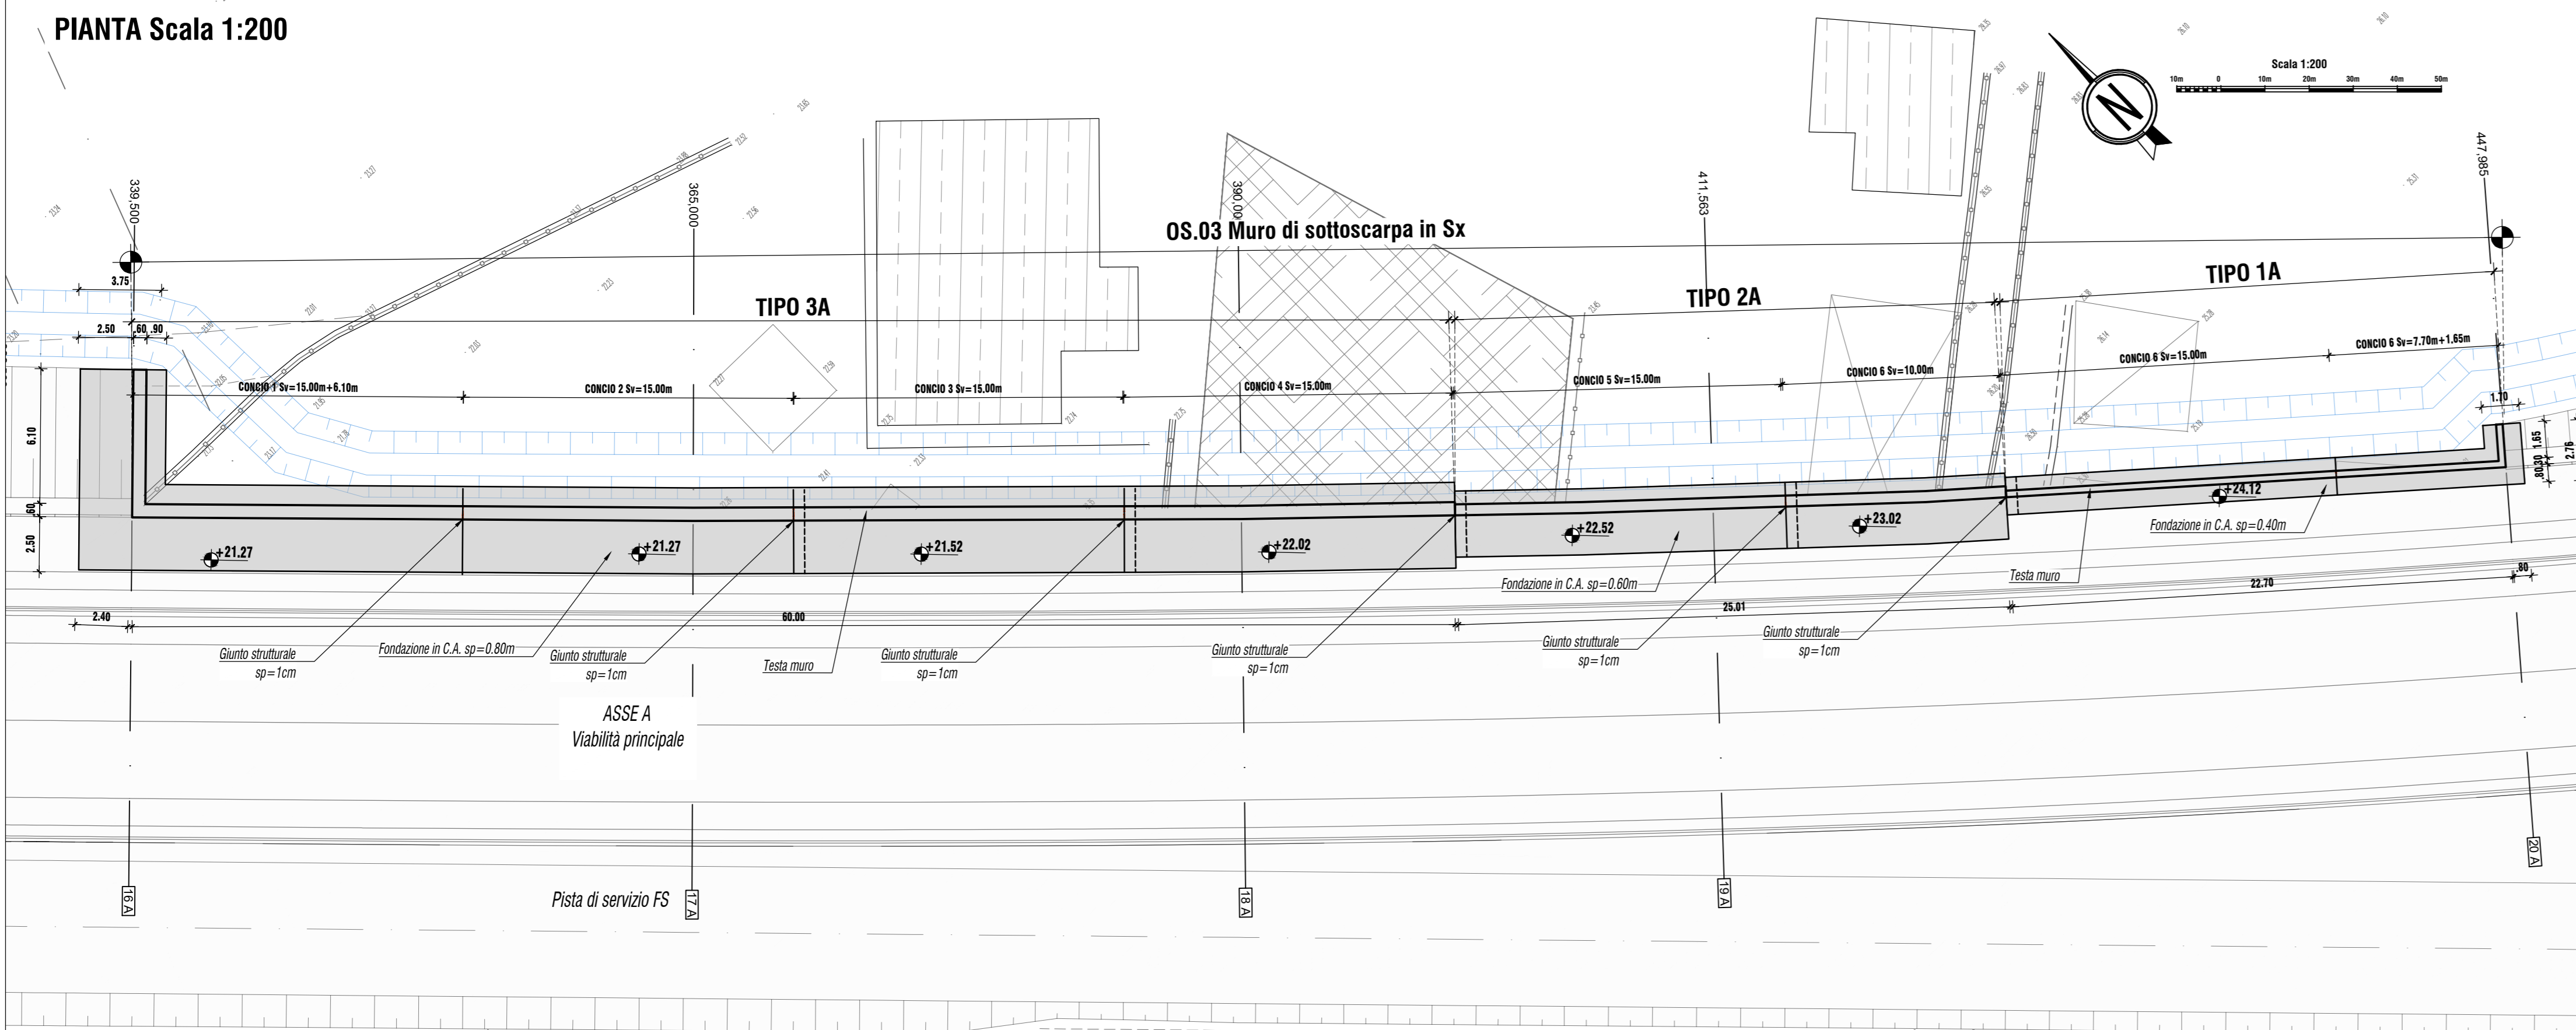 PIANTA Scala 1:200
Scala 1:200
10m 0 10m 20m 30m 40m 50m
339,500
365,000
390,00
411,563
447,985
OS.03 Muro di sottoscarpa in Sx
TIPO 3A
TIPO 2A
TIPO 1A
3.75
2.50 .60 .90
CONCIO 1 Sv=15.00m+6.10m
CONCIO 2 Sv=15.00m
CONCIO 3 Sv=15.00m
CONCIO 4 Sv=15.00m
CONCIO 5 Sv=15.00m
CONCIO 6 Sv=10.00m
CONCIO 6 Sv=15.00m
CONCIO 6 Sv=7.70m+1.65m
1.70
6.10
.60
2.50
1.65
.30
.80
2.76
+21.27
+21.27
+21.52
+22.02
+22.52
+23.02
+24.12
Fondazione in C.A. sp=0.40m
Fondazione in C.A. sp=0.60m
Testa muro
2.40
60.00
25.01
22.70
.80
Giunto strutturale
sp=1cm
Fondazione in C.A. sp=0.80m
Giunto strutturale
sp=1cm
Testa muro
Giunto strutturale
sp=1cm
Giunto strutturale
sp=1cm
Giunto strutturale
sp=1cm
Giunto strutturale
sp=1cm
ASSE A
Viabilità principale
Pista di servizio FS
16 A
17 A
18 A
19 A
20 A
N